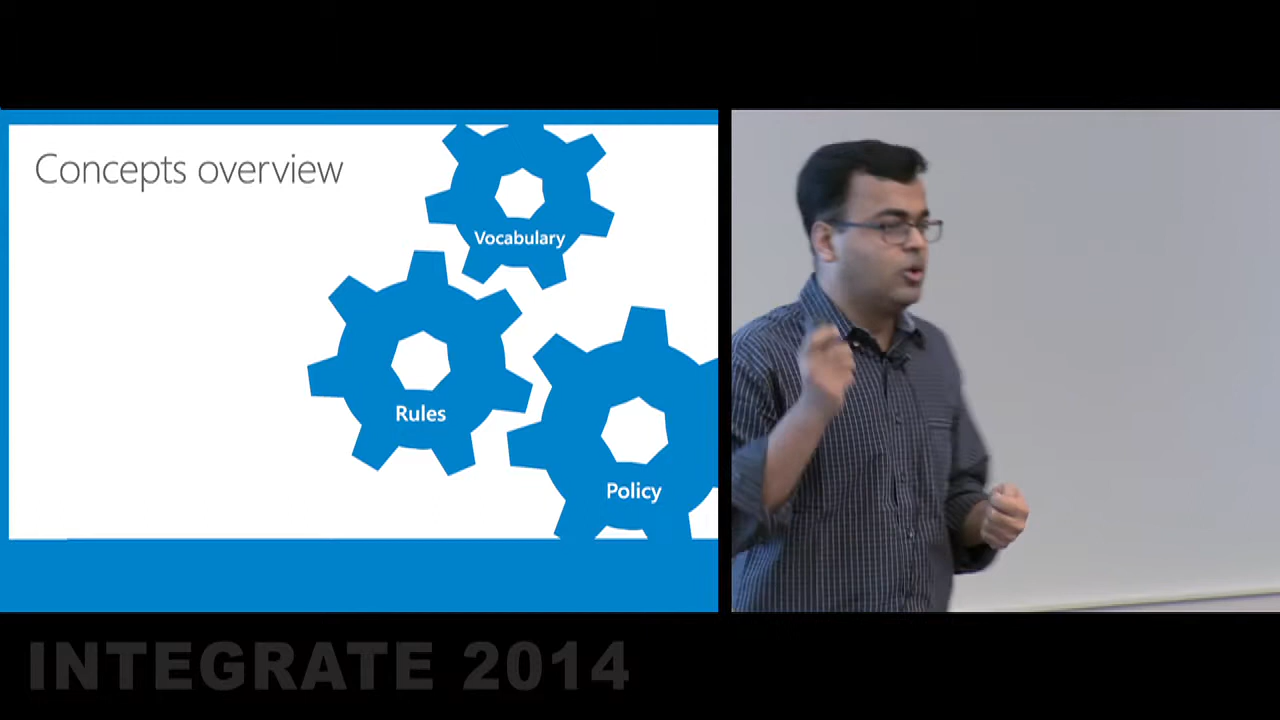 Concepts overview
Vocabulary
Rules
Policy
INTEGRATE 2014